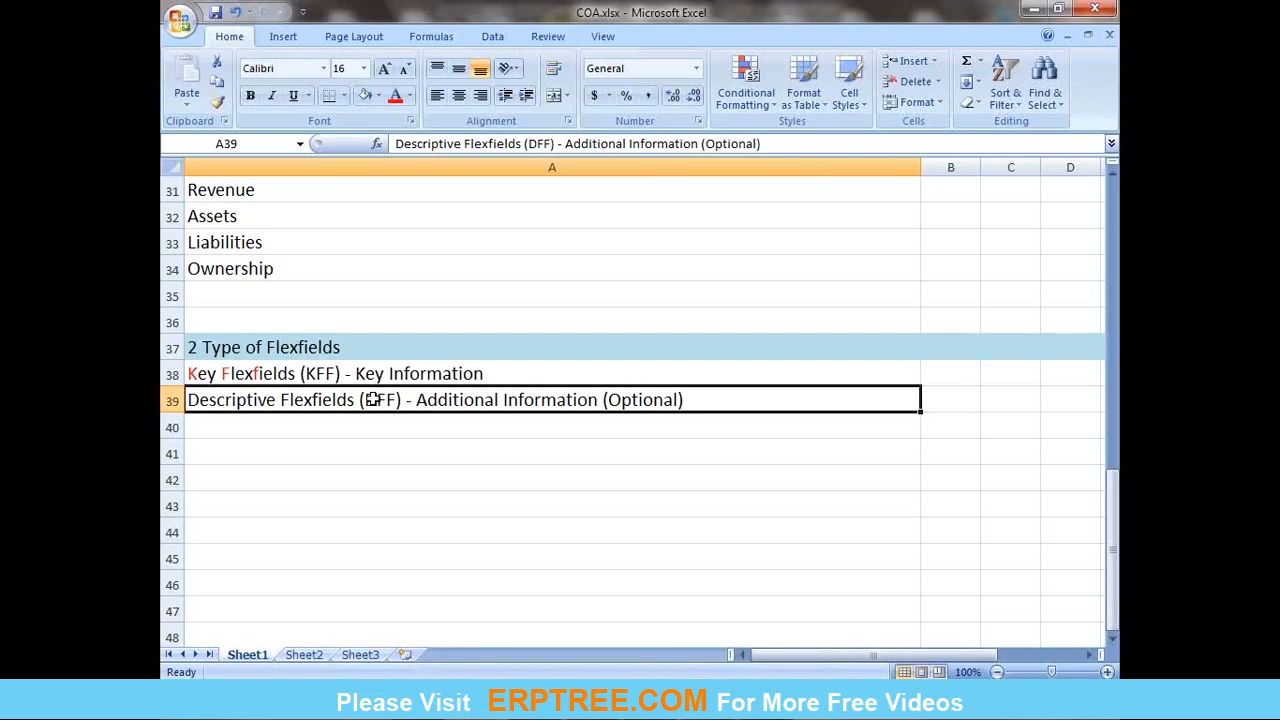 COA.xlsx - Microsoft Excel
Home Insert Page Layout Formulas Data Review View
Paste
Clipboard
Calibri 16
B I U
Font
Alignment
General
$ % ,
Number
Conditional Formatting
Format as Table
Cell Styles
Styles
Insert
Delete
Format
Cells
Σ
Sort & Filter
Find & Select
Editing
A39 fx Descriptive Flexfields (DFF) - Additional Information (Optional)
A B C D
31 Revenue
32 Assets
33 Liabilities
34 Ownership
35
36
37 2 Type of Flexfields
38 Key Flexfields (KFF) - Key Information
39 Descriptive Flexfields (DFF) - Additional Information (Optional)
40
41
42
43
44
45
46
47
48
Sheet1 Sheet2 Sheet3
Ready 100%
Please Visit ERPTREE.COM For More Free Videos